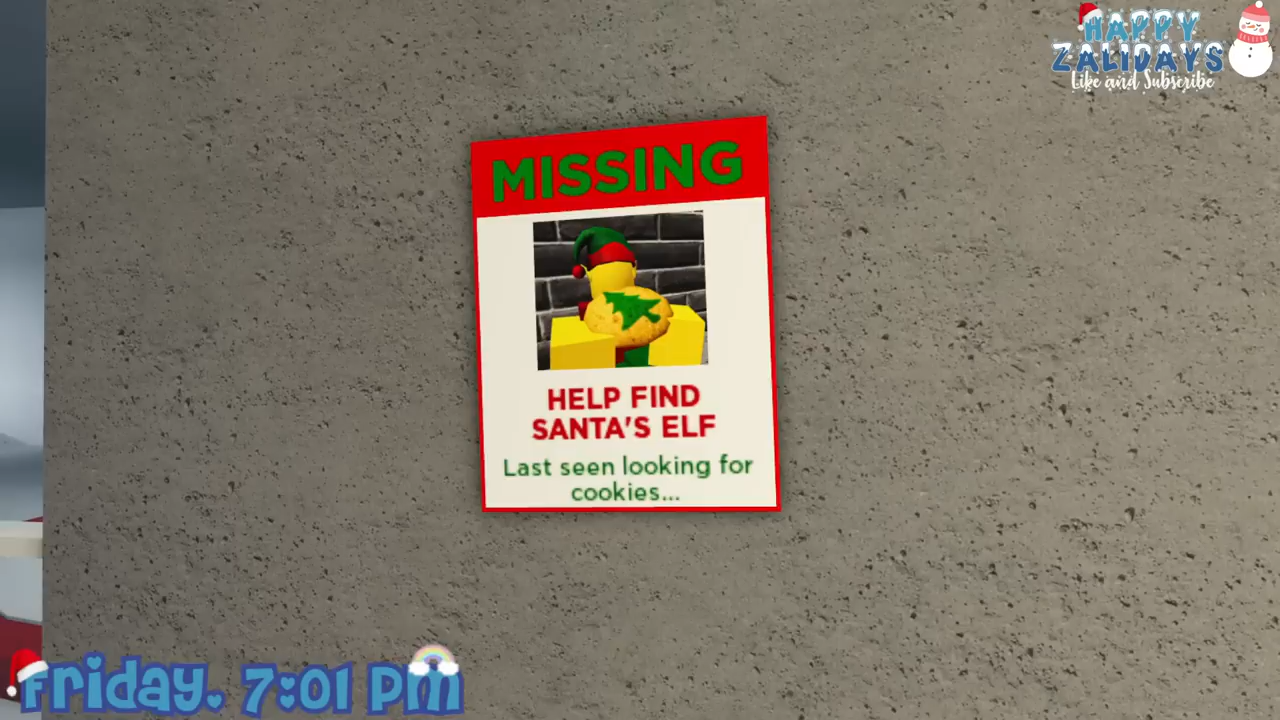 HAPPY
ZALIDAYS
Like and Subscribe
MISSING
HELP FIND
SANTA'S ELF
Last seen looking for
cookies...
Friday, 7:01 PM